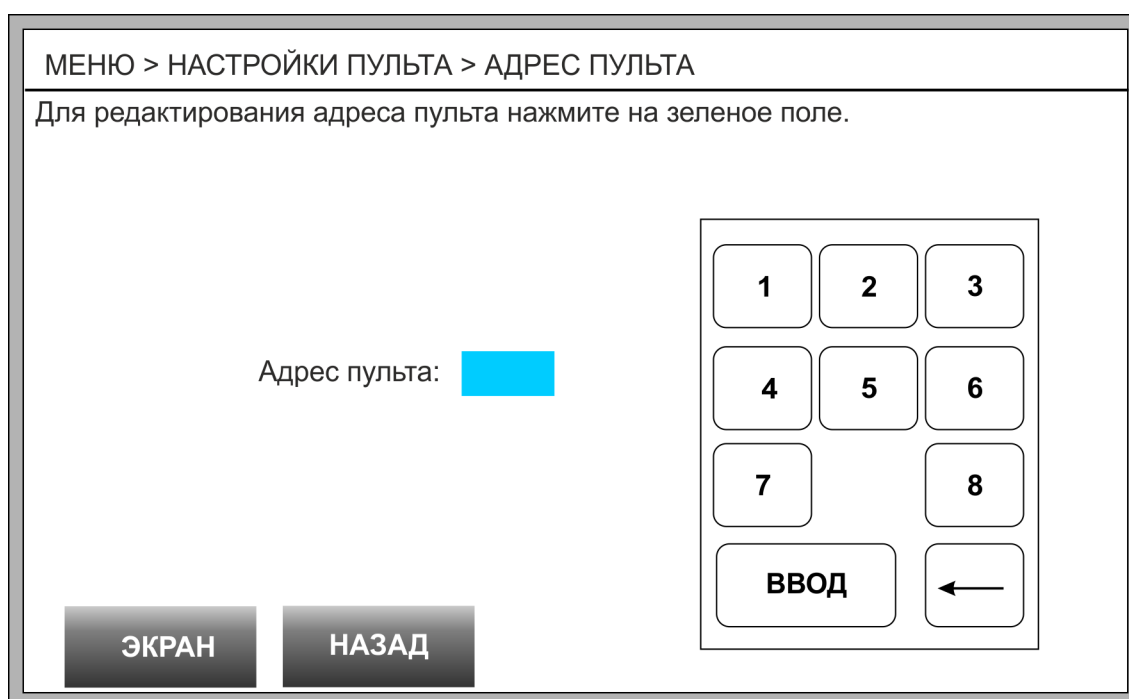 МЕНЮ > НАСТРОЙКИ ПУЛЬТА > АДРЕС ПУЛЬТА
Для редактирования адреса пульта нажмите на зеленое поле.
Адрес пульта:
1 2 3
4 5 6
7 8
ВВОД
ЭКРАН НАЗАД